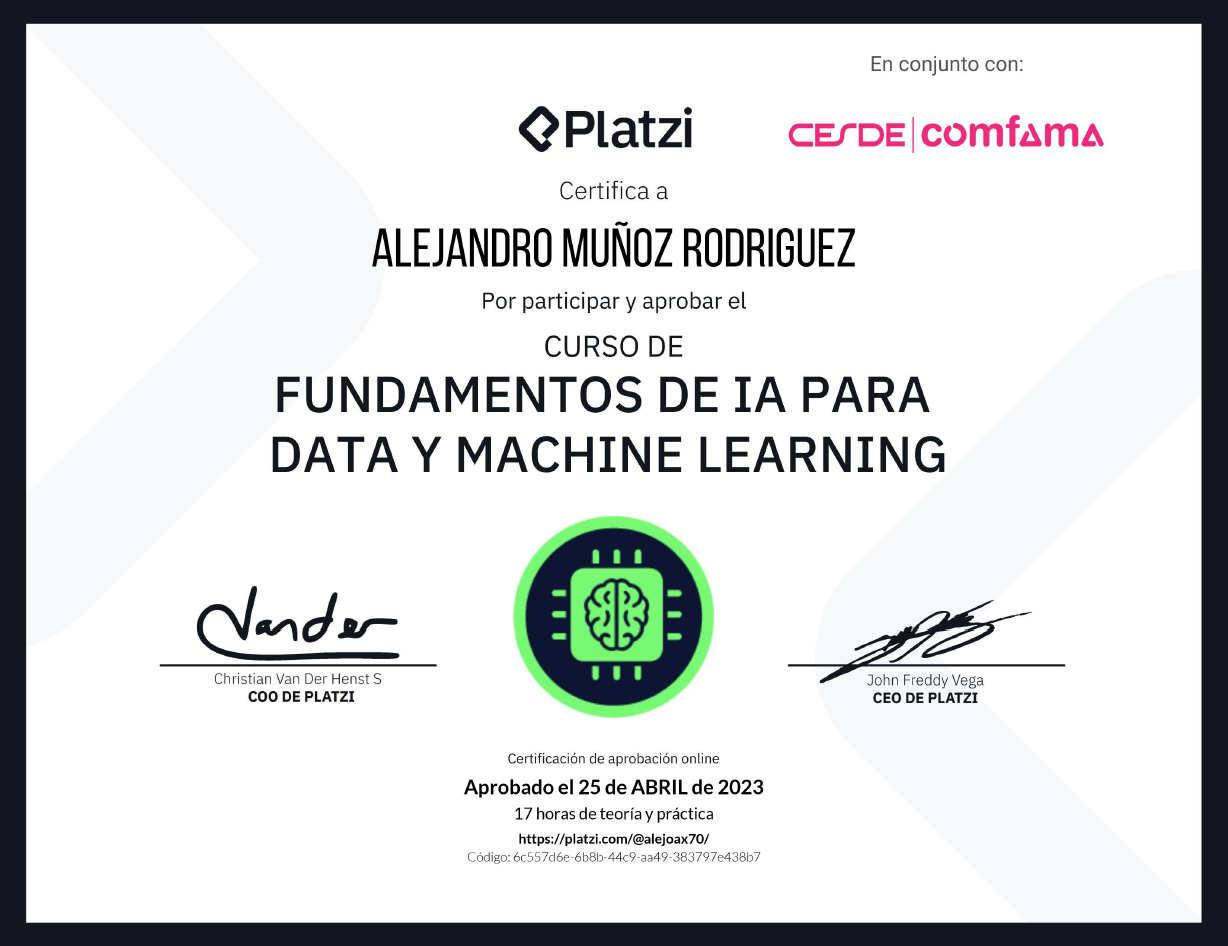 En conjunto con:
Platzi
CESDE | comfama
Certifica a
ALEJANDRO MUÑOZ RODRIGUEZ
Por participar y aprobar el
CURSO DE
FUNDAMENTOS DE IA PARA
DATA Y MACHINE LEARNING
Vander
Christian Van Der Henst S
COO DE PLATZI
John Freddy Vega
CEO DE PLATZI
Certificación de aprobación online
Aprobado el 25 de ABRIL de 2023
17 horas de teoría y práctica
https://platzi.com/@alejoax70/
Código: 6c557d6e-6b8b-44c9-aa49-383797e438b7